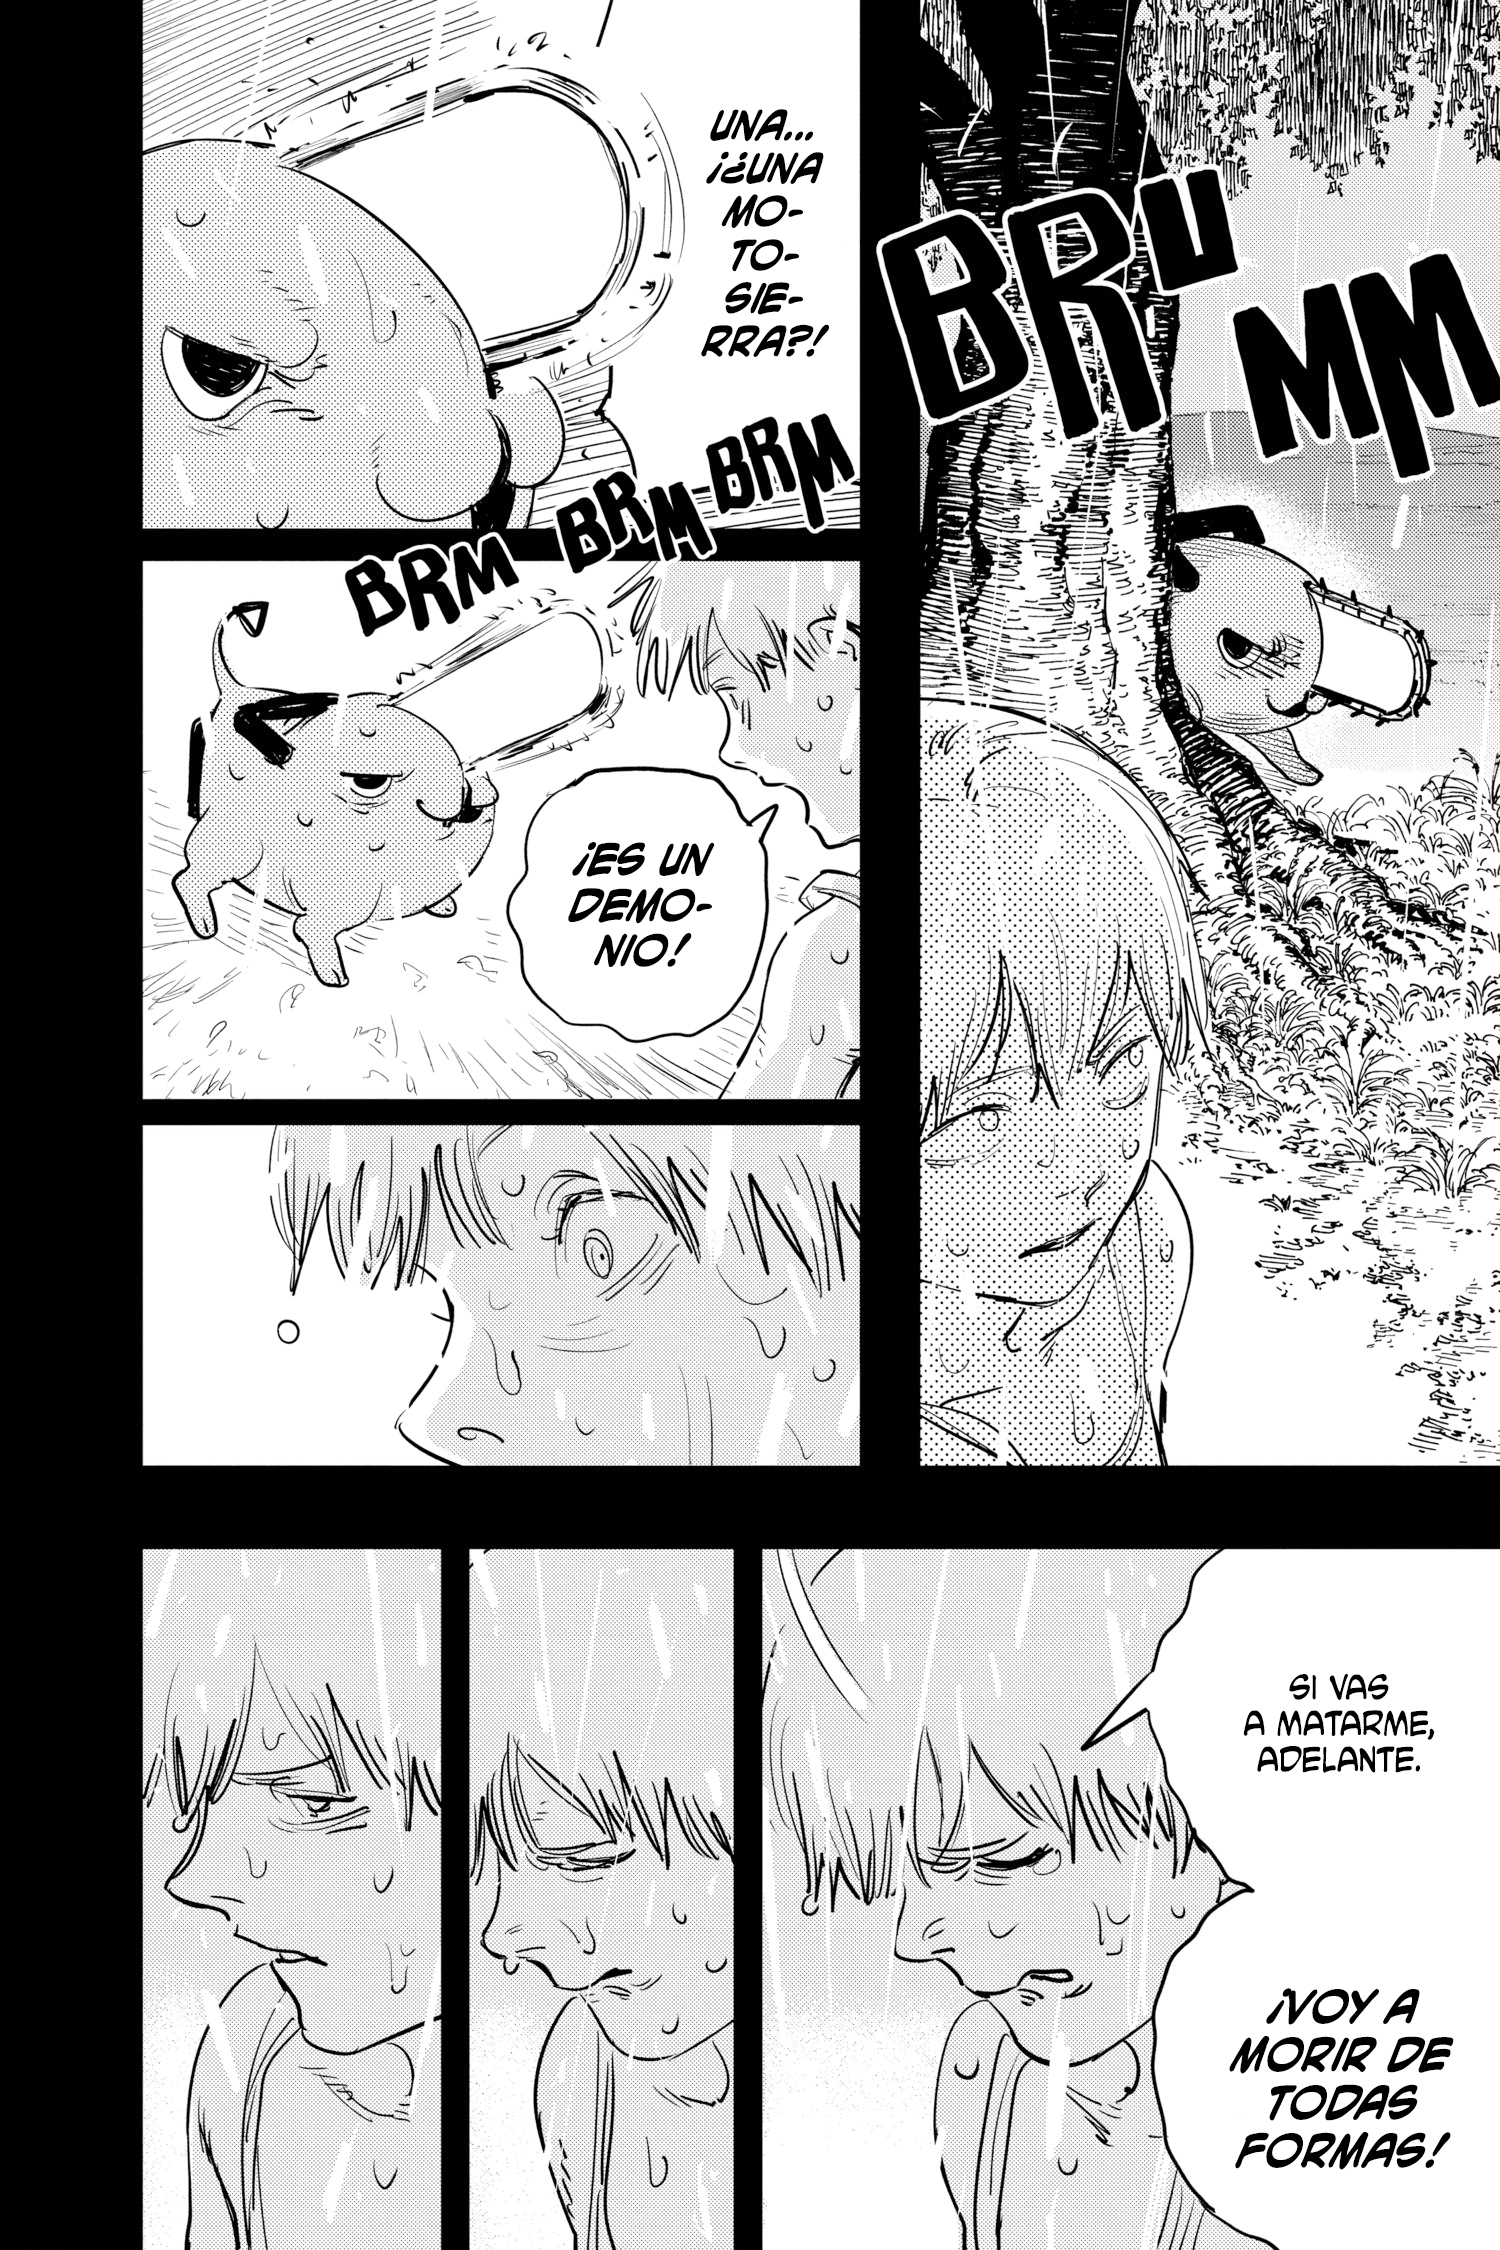 BRUMM
UNA...
¡¿UNA
MO-
TO-
SIE-
RRA?!
BRM BRM BRM
¡ES UN
DEMO-
NIO!
SI VAS
A MATARME,
ADELANTE.
¡VOY A
MORIR DE
TODAS
FORMAS!